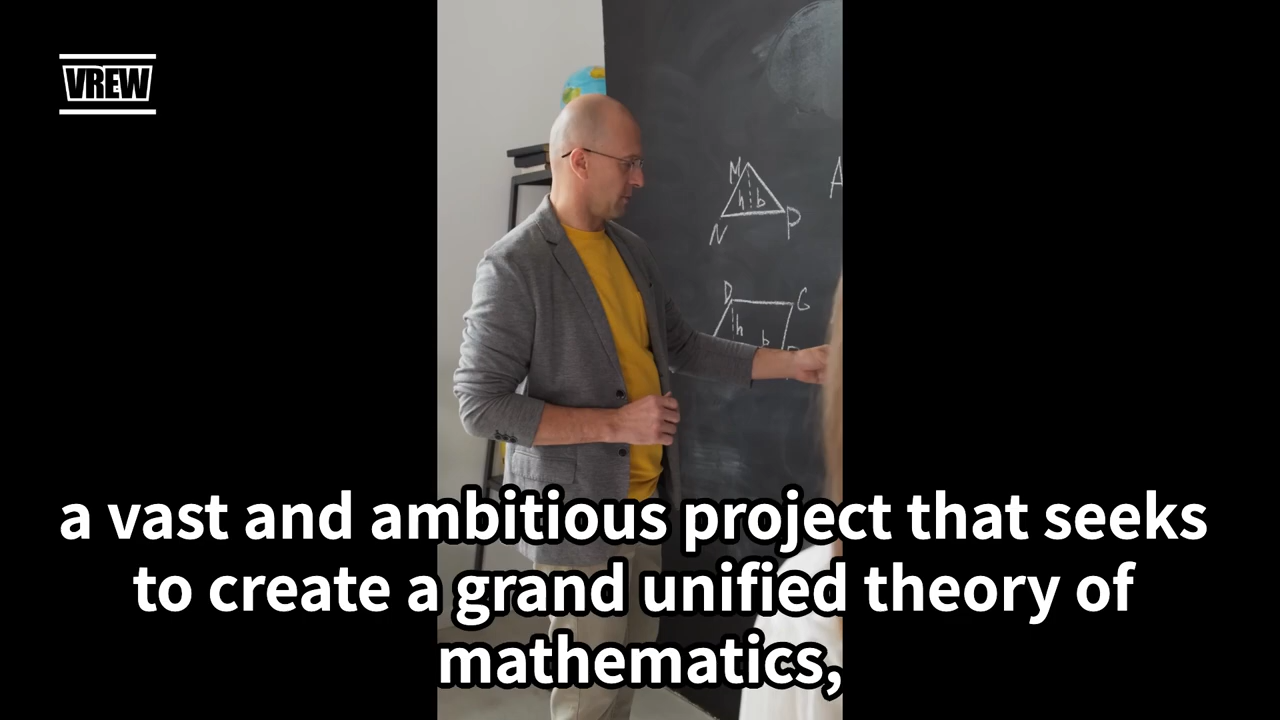 VREW
M
h b
N P
A
D G
h
b
a vast and ambitious project that seeks
to create a grand unified theory of
mathematics,